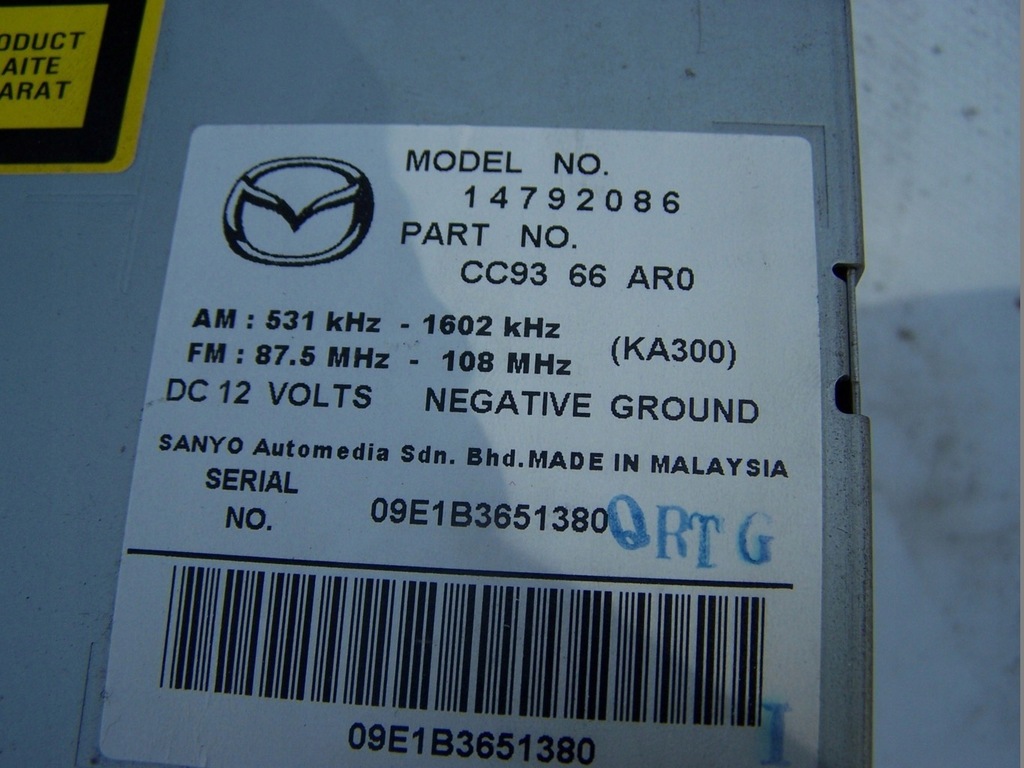 ODUCT
AITE
ARAT
MODEL NO.
14792086
PART NO.
CC93 66 AR0
AM : 531 kHz - 1602 kHz
FM : 87.5 MHz - 108 MHz
(KA300)
DC 12 VOLTS NEGATIVE GROUND
SANYO Automedia Sdn. Bhd. MADE IN MALAYSIA
SERIAL
NO.
09E1B3651380
QRT G
09E1B3651380
I